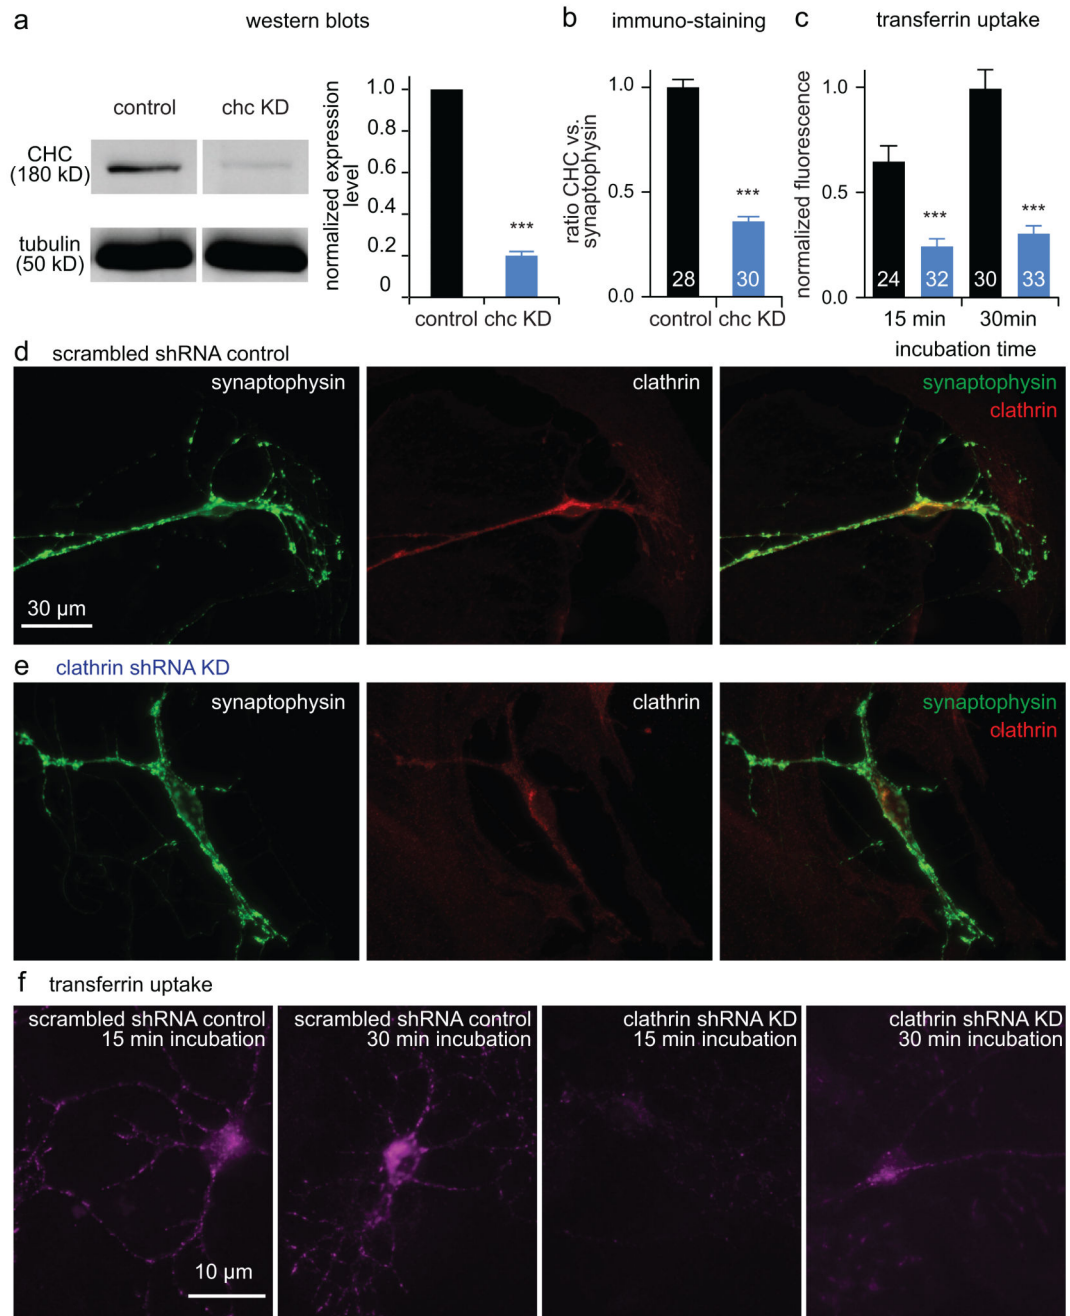 a
western blots
control
chc KD
CHC
(180 kD)
tubulin
(50 kD)
normalized expression
level
1.0
0.8
0.6
0.4
0.2
0
***
control chc KD
b
immuno-staining
ratio CHC vs.
synaptophysin
1.0
0.5
0.0
***
28
30
control chc KD
c
transferrin uptake
normalized fluorescence
1.0
0.5
0.0
***
***
24
32
30
33
15 min
30min
incubation time
d
scrambled shRNA control
synaptophysin
30 µm
clathrin
synaptophysin
clathrin
e
clathrin shRNA KD
synaptophysin
clathrin
synaptophysin
clathrin
f
transferrin uptake
scrambled shRNA control
15 min incubation
10 µm
scrambled shRNA control
30 min incubation
clathrin shRNA KD
15 min incubation
clathrin shRNA KD
30 min incubation